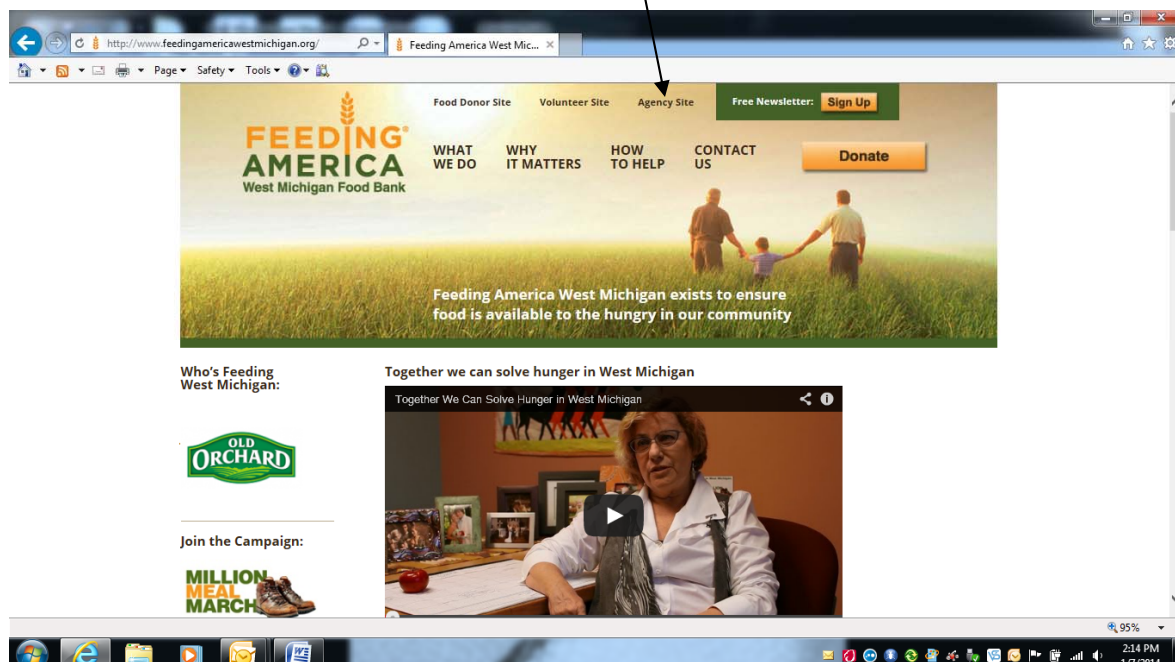 http://www.feedingamericawestmichigan.org/
Feeding America West Mic...
Page Safety Tools
Food Donor Site Volunteer Site Agency Site Free Newsletter: Sign Up
FEEDING
AMERICA
West Michigan Food Bank
WHAT WE DO
WHY IT MATTERS
HOW TO HELP
CONTACT US
Donate
Feeding America West Michigan exists to ensure
food is available to the hungry in our community
Who's Feeding
West Michigan:
OLD
ORCHARD
Join the Campaign:
MILLION
MEAL
MARCH
Together we can solve hunger in West Michigan
Together We Can Solve Hunger in West Michigan
95%
2:14 PM